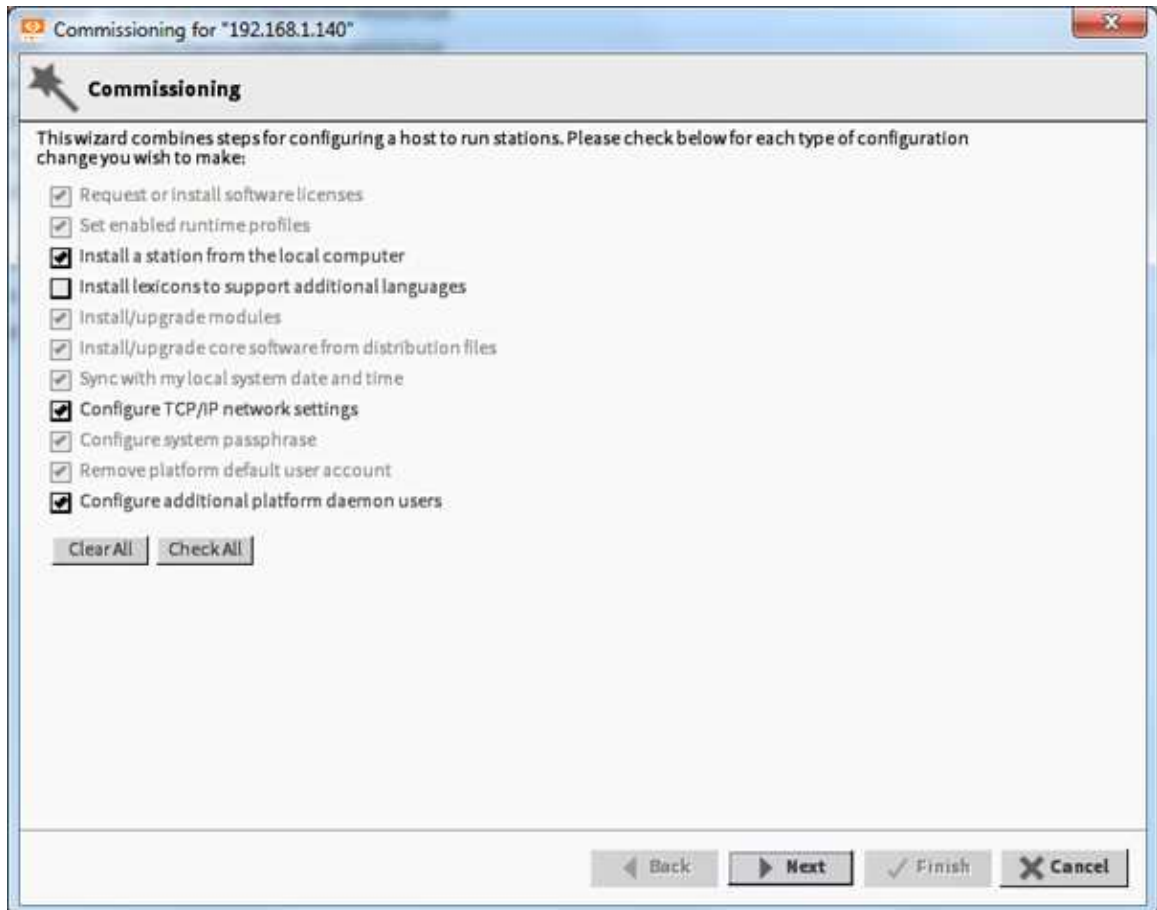 Commissioning for "192.168.1.140"
Commissioning
This wizard combines steps for configuring a host to run stations. Please check below for each type of configuration
change you wish to make:
Request or install software licenses
Set enabled runtime profiles
Install a station from the local computer
Install lexicons to support additional languages
Install/upgrade modules
Install/upgrade core software from distribution files
Sync with my local system date and time
Configure TCP/IP network settings
Configure system passphrase
Remove platform default user account
Configure additional platform daemon users
Clear All Check All
Back Next Finish Cancel